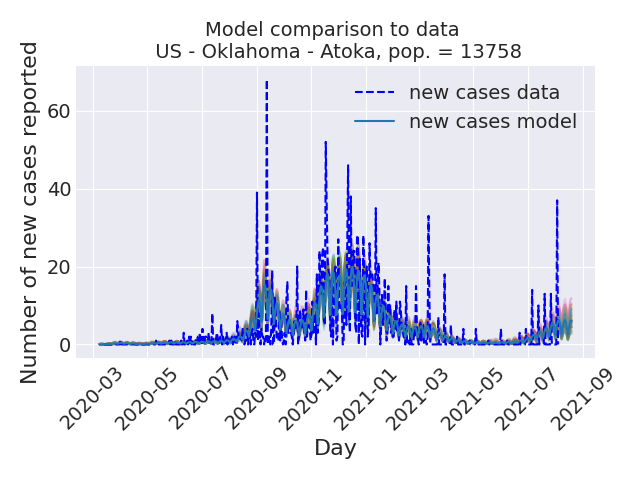 Model comparison to data
US - Oklahoma - Atoka, pop. = 13758
Number of new cases reported
60
40
20
0
new cases data
new cases model
2020-03
2020-05
2020-07
2020-09
2020-11
2021-01
2021-03
2021-05
2021-07
2021-09
Day